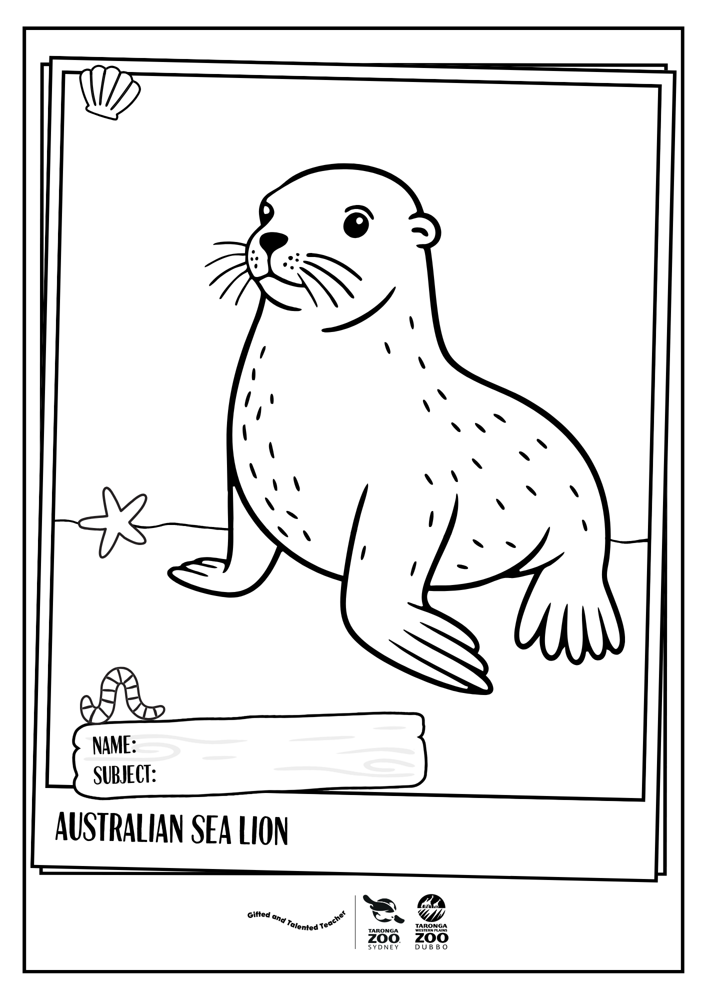 NAME:
SUBJECT:
AUSTRALIAN SEA LION
Gifted and Talented Teacher
TARONGA
ZOO
SYDNEY
TARONGA
WESTERN PLAINS
ZOO
DUBBO